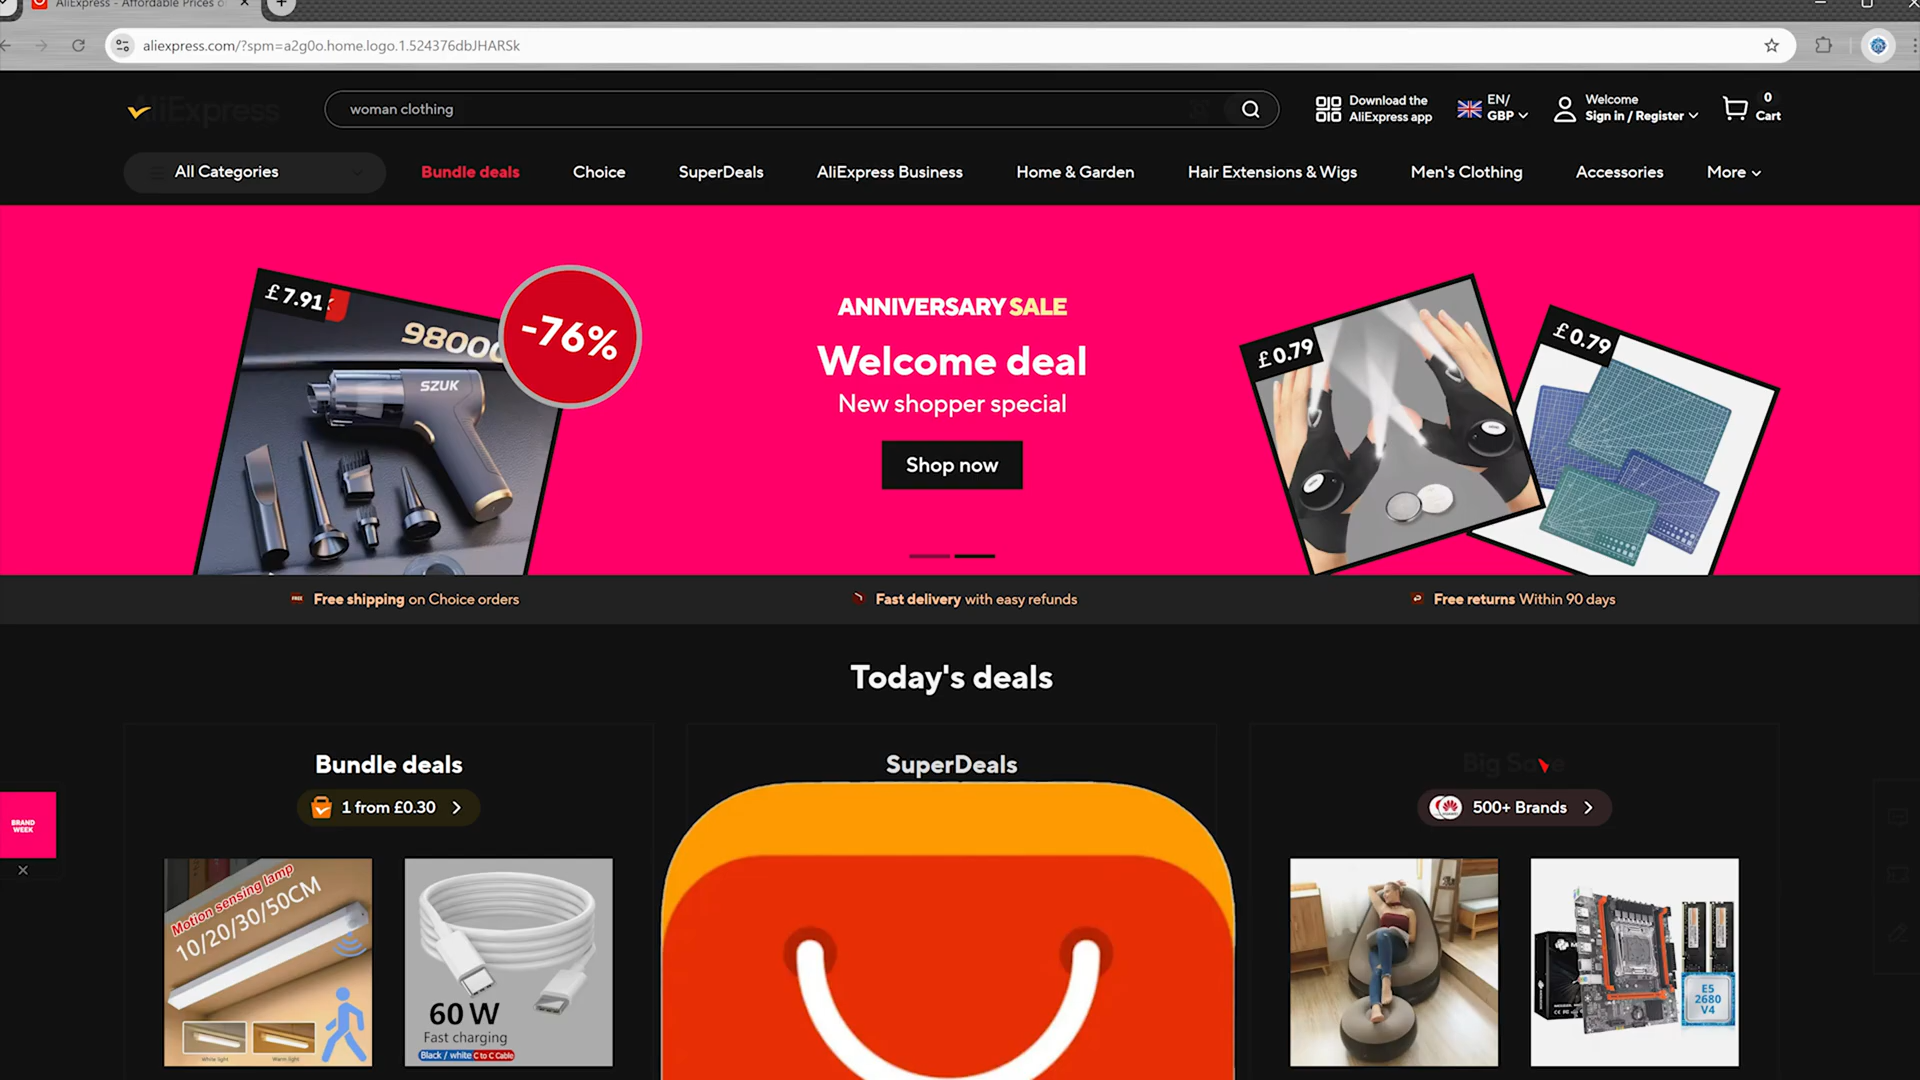 AliExpress - Affordable Prices o
aliexpress.com/?spm=a2g0o.home.logo.1.524376dbJHARSk
AliExpress
woman clothing
Download the
AliExpress app
EN/
GBP
Welcome
Sign in / Register
0
Cart
All Categories
Bundle deals
Choice
SuperDeals
AliExpress Business
Home & Garden
Hair Extensions & Wigs
Men's Clothing
Accessories
More
£7.91
98000
SZUK
-76%
ANNIVERSARY SALE
Welcome deal
New shopper special
Shop now
£0.79
£0.79
Free shipping on Choice orders
Fast delivery with easy refunds
Free returns Within 90 days
Today's deals
Bundle deals
1 from £0.30
SuperDeals
Big Save
500+ Brands
BRAND
WEEK
Motion sensing lamp
10/20/30/50CM
White light
Warm light
60 W
Fast charging
Black / white C to C Cable
E5
2680
V4